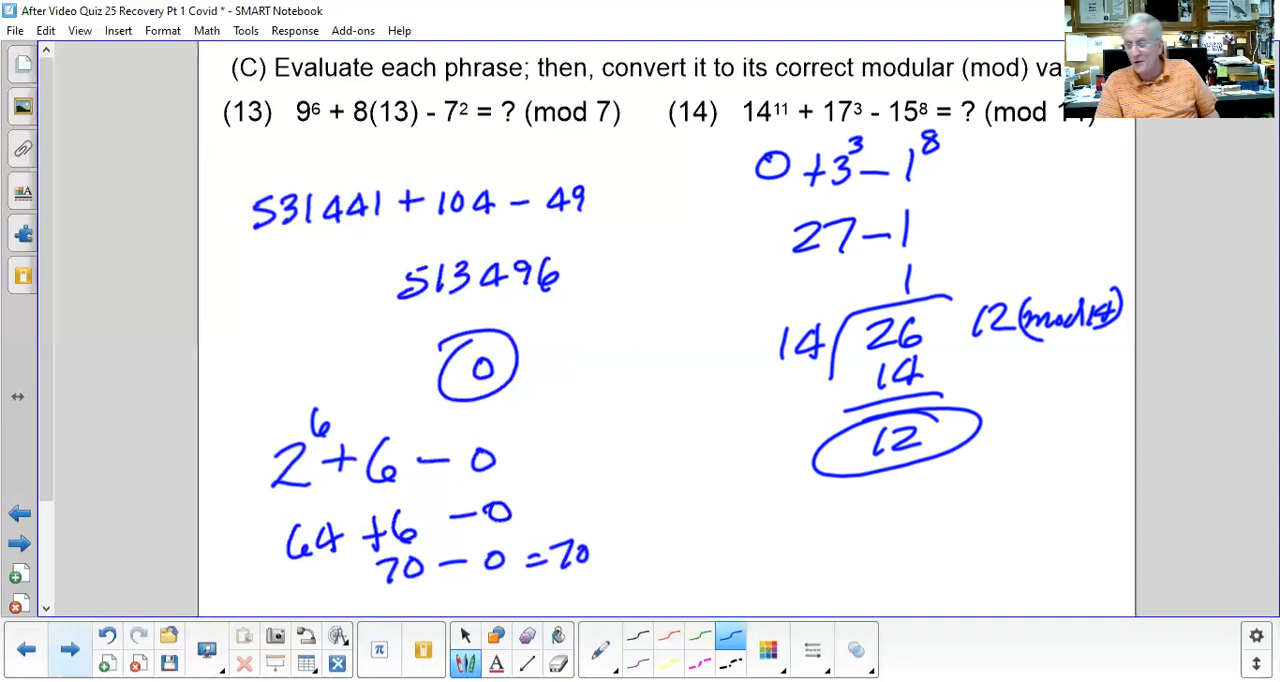 After Video Quiz 25 Recovery Pt 1 Covid * - SMART Notebook
File Edit View Insert Format Math Tools Response Add-ons Help
(C) Evaluate each phrase; then, convert it to its correct modular (mod) va
(13) 9⁶ + 8(13) - 7² = ? (mod 7)
(14) 14¹¹ + 17³ - 15⁸ = ? (mod 14)
531441 + 104 - 49
513496
0
2⁶ + 6 - 0
64 + 6 - 0
70 - 0 = 70
0 + 3³ - 1⁸
27 - 1
1
14 26 12 (mod 14)
14
12